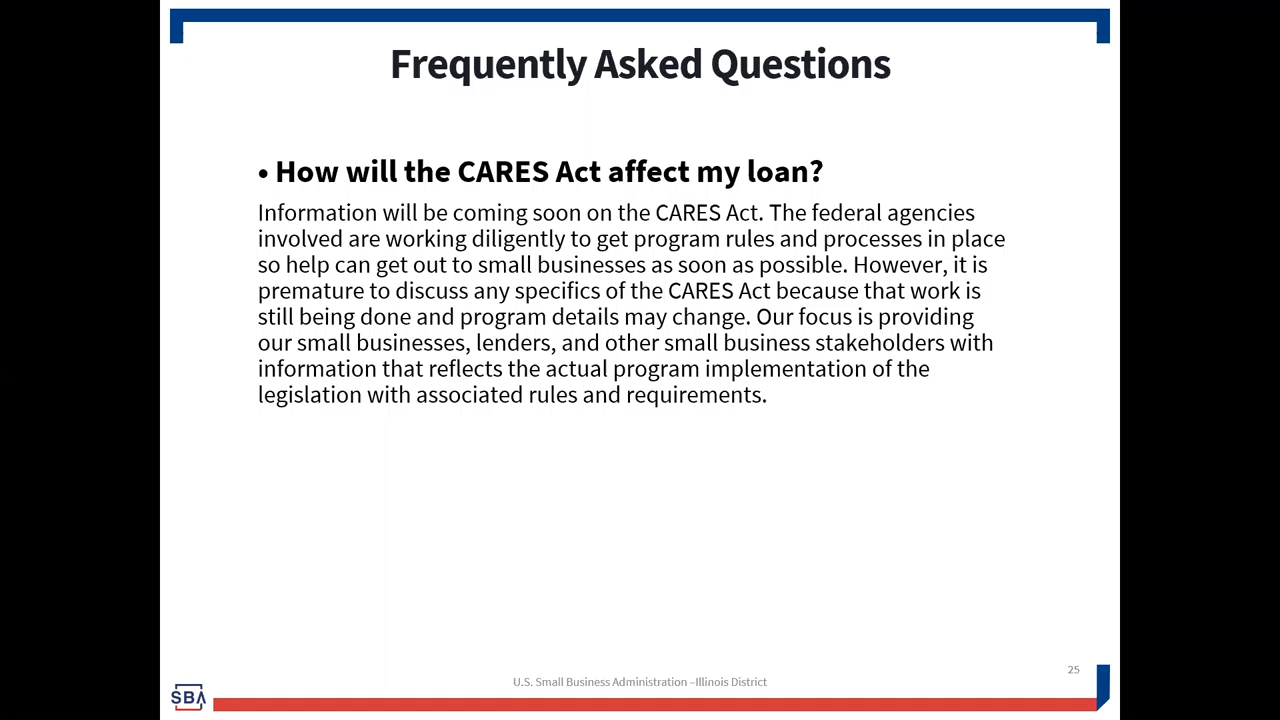 Frequently Asked Questions
• How will the CARES Act affect my loan?
Information will be coming soon on the CARES Act. The federal agencies
involved are working diligently to get program rules and processes in place
so help can get out to small businesses as soon as possible. However, it is
premature to discuss any specifics of the CARES Act because that work is
still being done and program details may change. Our focus is providing
our small businesses, lenders, and other small business stakeholders with
information that reflects the actual program implementation of the
legislation with associated rules and requirements.
25
U.S. Small Business Administration –Illinois District
SBA